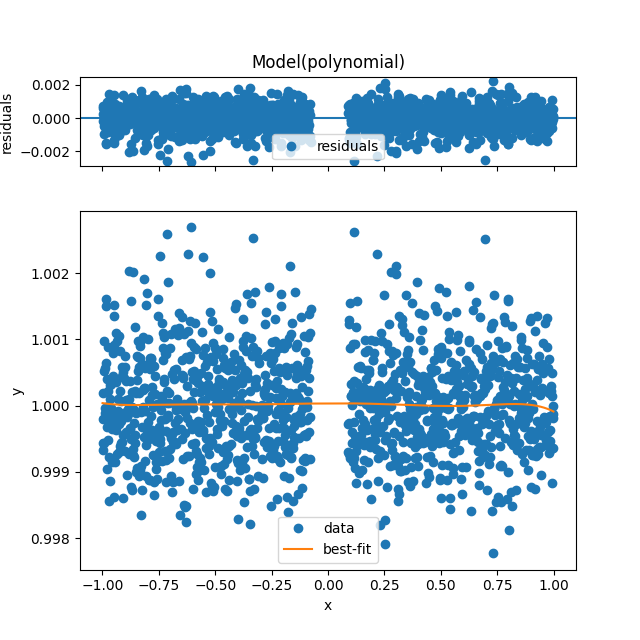 Model(polynomial)
0.002
0.000
−0.002
residuals
residuals
1.002
1.001
1.000
0.999
0.998
y
data
best-fit
−1.00 −0.75 −0.50 −0.25 0.00 0.25 0.50 0.75 1.00
x